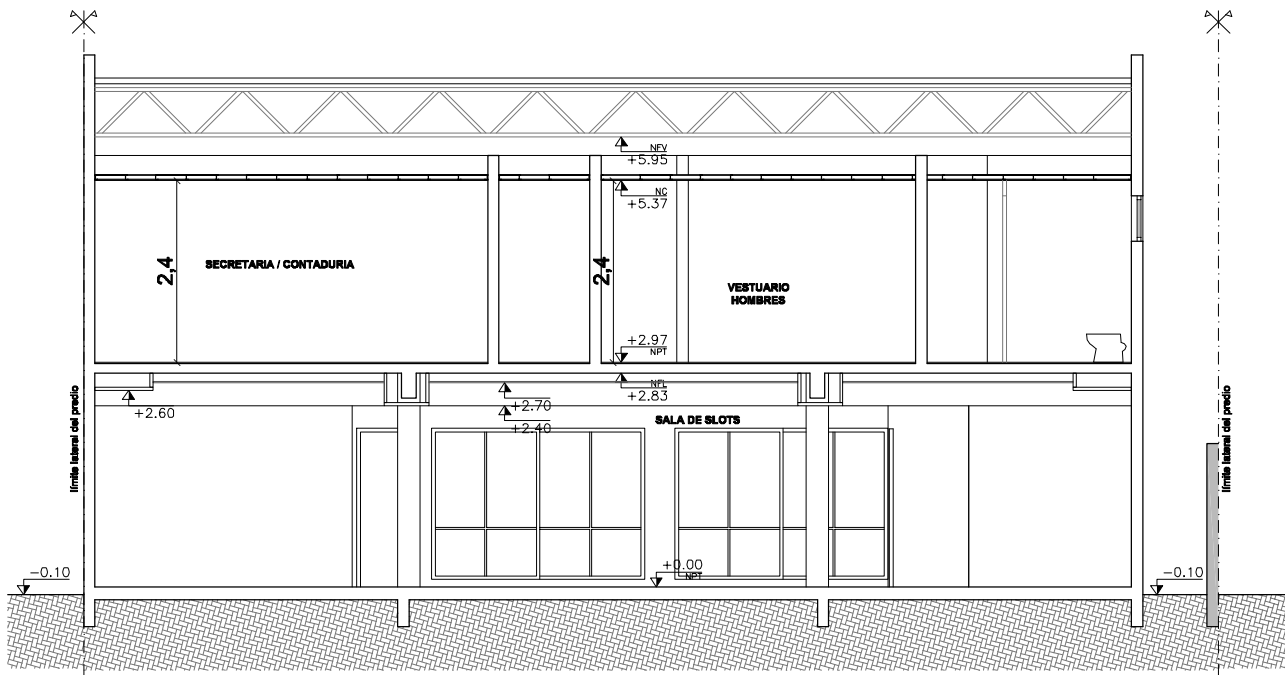 NFV
+5.95
NC
+5.37
2,4
SECRETARIA / CONTADURIA
2,4
VESTUARIO
HOMBRES
+2.97
NPT
NFL
+2.83
+2.60
+2.70
+2.40
SALA DE SLOTS
límite lateral del predio
límite lateral del predio
-0.10
+0.00
NPT
-0.10